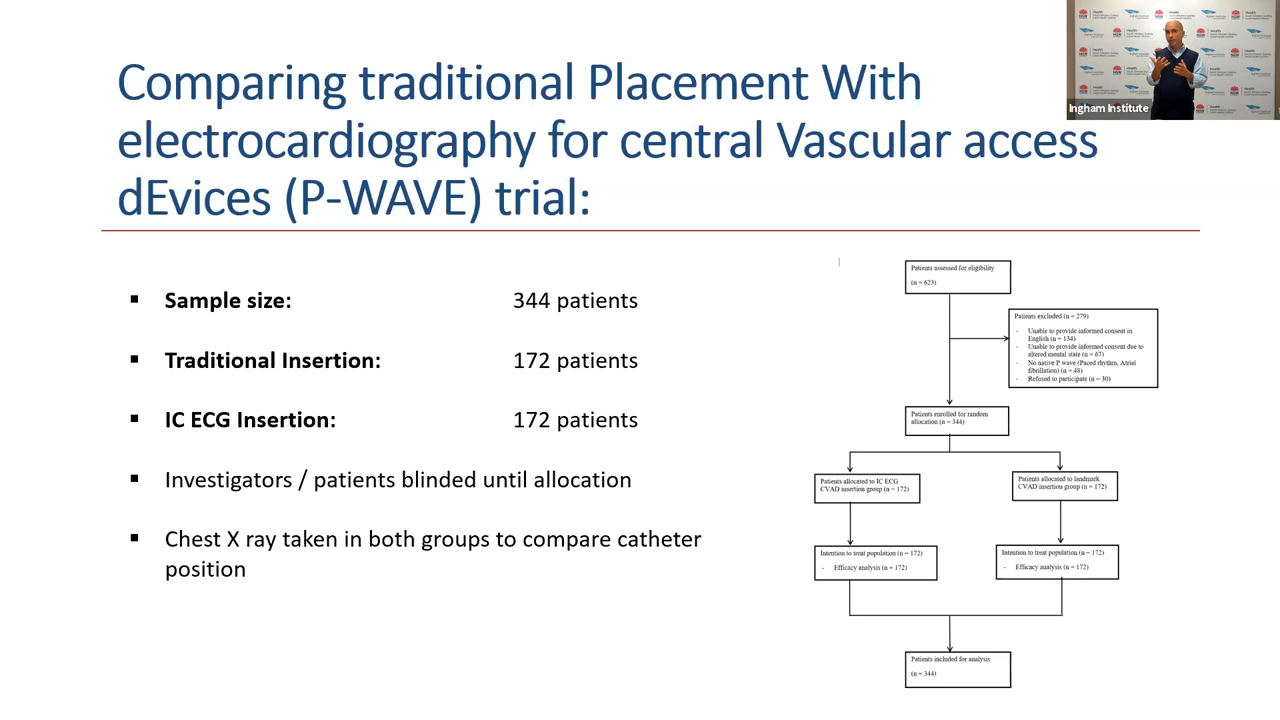 Comparing traditional Placement With
electrocardiography for central Vascular access
dEvices (P-WAVE) trial:
Ingham Institute
▪ Sample size: 344 patients
▪ Traditional Insertion: 172 patients
▪ IC ECG Insertion: 172 patients
▪ Investigators / patients blinded until allocation
▪ Chest X ray taken in both groups to compare catheter
position
Patients assessed for eligibility
(n = 623)
Patients excluded (n = 279)
- Unable to provide informed consent in
English (n = 134)
- Unable to provide informed consent due to
altered mental state (n = 67)
- No native P wave (Paced rhythm, Atrial
fibrillation) (n = 48)
- Refused to participate (n = 30)
Patients enrolled for random
allocation (n = 344)
Patients allocated to IC ECG
CVAD insertion group (n = 172)
Patients allocated to landmark
CVAD insertion group (n = 172)
Intention to treat population (n = 172)
- Efficacy analysis (n = 172)
Intention to treat population (n = 172)
- Efficacy analysis (n = 172)
Patients included for analysis
(n = 344)